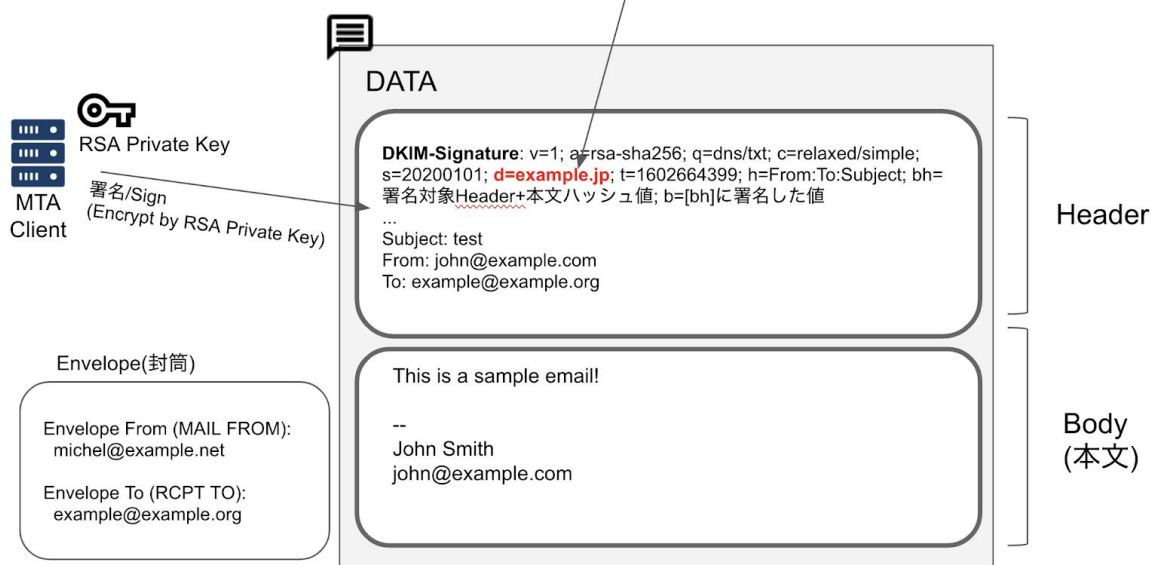 DATA
RSA Private Key
MTA
Client
署名/Sign
(Encrypt by RSA Private Key)
DKIM-Signature: v=1; a=rsa-sha256; q=dns/txt; c=relaxed/simple;
s=20200101; d=example.jp; t=1602664399; h=From:To:Subject; bh=
署名対象Header+本文ハッシュ値; b=[bh]に署名した値
...
Subject: test
From: john@example.com
To: example@example.org
Header
Envelope(封筒)
Envelope From (MAIL FROM):
michel@example.net
Envelope To (RCPT TO):
example@example.org
This is a sample email!
--
John Smith
john@example.com
Body
(本文)